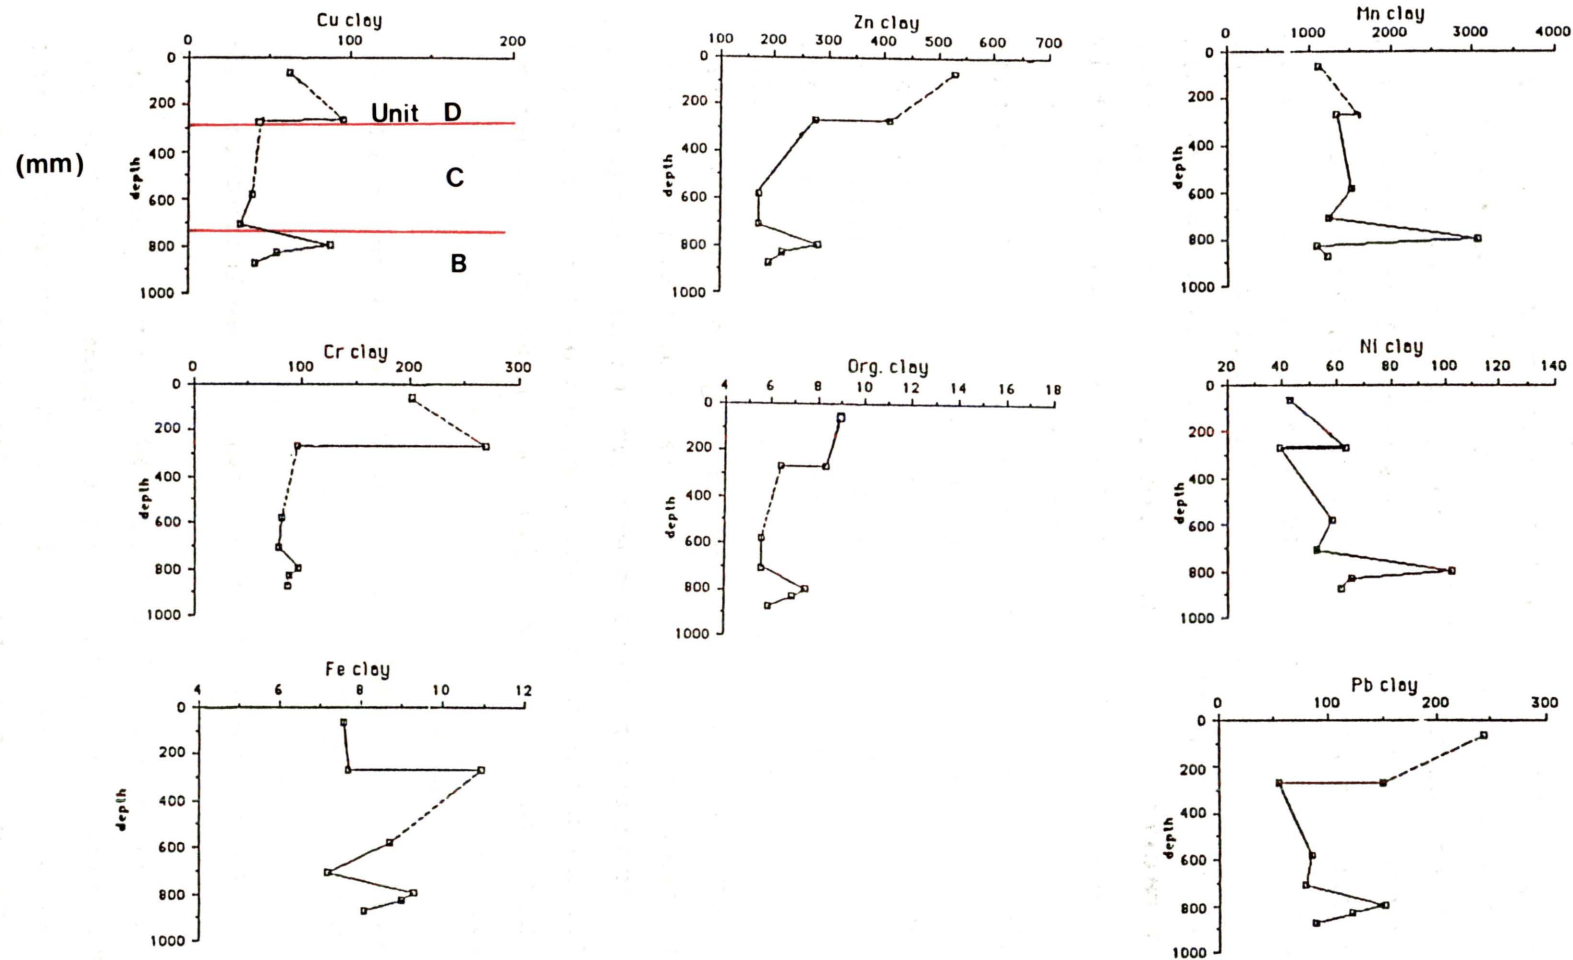 Cu clay
0 100 200
0
200
400
600
800
1000
depth
(mm)
Unit D
C
B
Zn clay
100 200 300 400 500 600 700
0
200
400
600
800
1000
depth
Mn clay
0 1000 2000 3000 4000
0
200
400
600
800
1000
depth
Cr clay
0 100 200 300
0
200
400
600
800
1000
depth
Org. clay
4 6 8 10 12 14 16 18
0
200
400
600
800
1000
depth
Ni clay
20 40 60 80 100 120 140
0
200
400
600
800
1000
depth
Fe clay
4 6 8 10 12
0
200
400
600
800
1000
depth
Pb clay
0 100 200 300
0
200
400
600
800
1000
depth